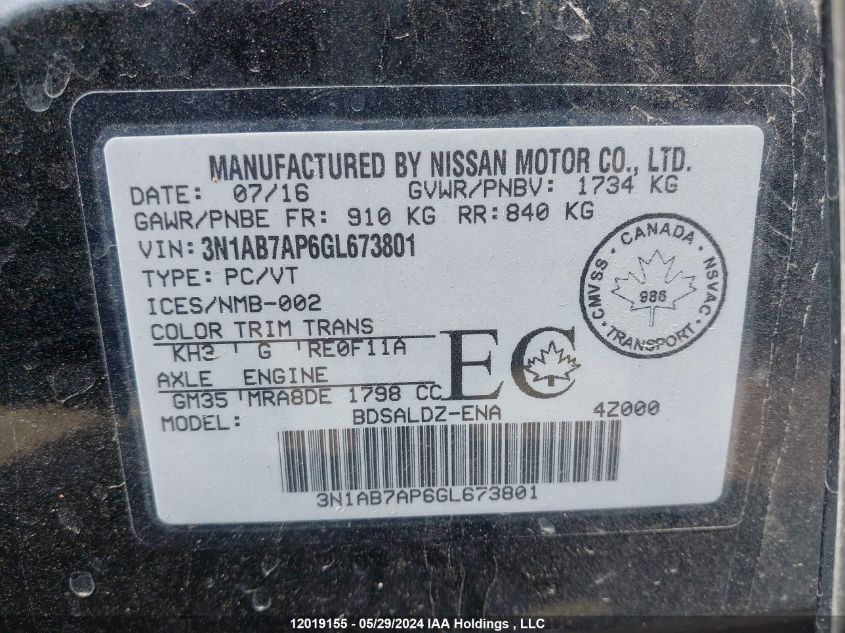 MANUFACTURED BY NISSAN MOTOR CO., LTD.
DATE: 07/16 GVWR/PNBV: 1734 KG
GAWR/PNBE FR: 910 KG RR: 840 KG
VIN: 3N1AB7AP6GL673801
TYPE: PC/VT
ICES/NMB-002
CANADA
CMVSS NSVAC
986
TRANSPORT
COLOR TRIM TRANS
KH3 G RE0F11A
AXLE ENGINE
GM35 MRA8DE 1798 CC
EC
MODEL: BDSALDZ-ENA 4Z000
3N1AB7AP6GL673801
12019155 - 05/29/2024 IAA Holdings , LLC